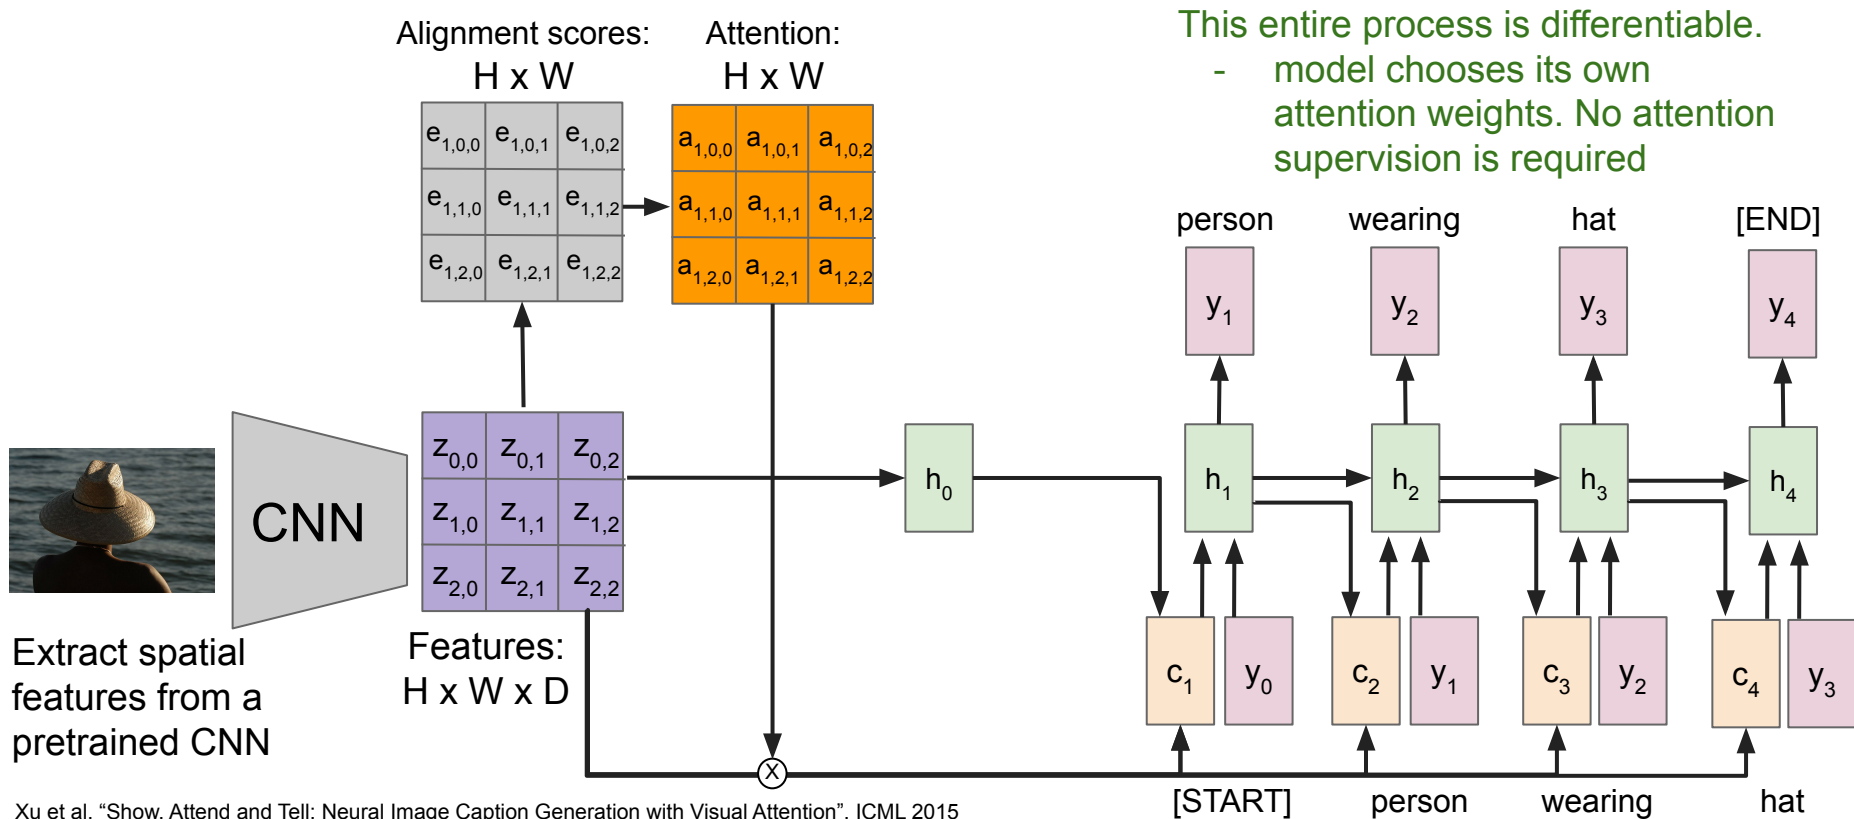 Alignment scores:
H x W
Attention:
H x W
This entire process is differentiable.
- model chooses its own
attention weights. No attention
supervision is required
e1,0,0 e1,0,1 e1,0,2
e1,1,0 e1,1,1 e1,1,2
e1,2,0 e1,2,1 e1,2,2
a1,0,0 a1,0,1 a1,0,2
a1,1,0 a1,1,1 a1,1,2
a1,2,0 a1,2,1 a1,2,2
person wearing hat [END]
y1 y2 y3 y4
CNN
z0,0 z0,1 z0,2
z1,0 z1,1 z1,2
z2,0 z2,1 z2,2
h0 h1 h2 h3 h4
Extract spatial
features from a
pretrained CNN
Features:
H x W x D
X
c1 y0 c2 y1 c3 y2 c4 y3
[START] person wearing hat
Xu et al, “Show, Attend and Tell: Neural Image Caption Generation with Visual Attention”, ICML 2015